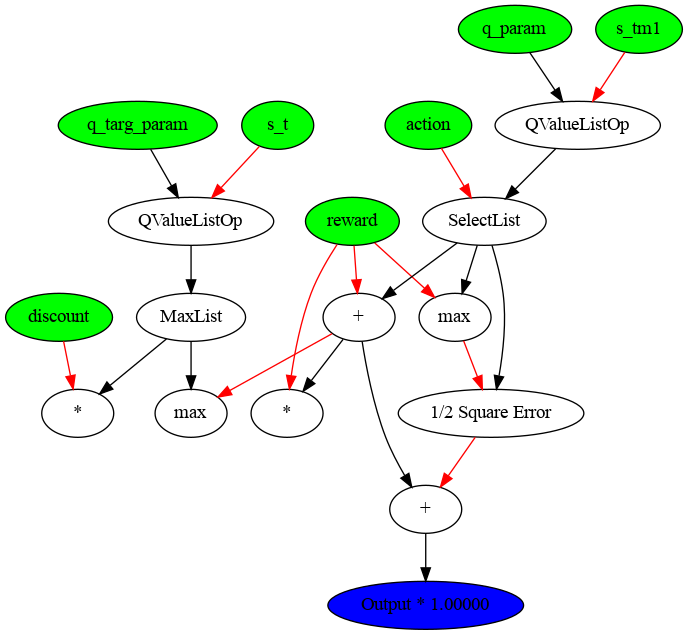 q_param
s_tm1
q_targ_param
s_t
action
QValueListOp
QValueListOp
reward
SelectList
discount
MaxList
+
max
*
max
*
1/2 Square Error
+
Output * 1.00000